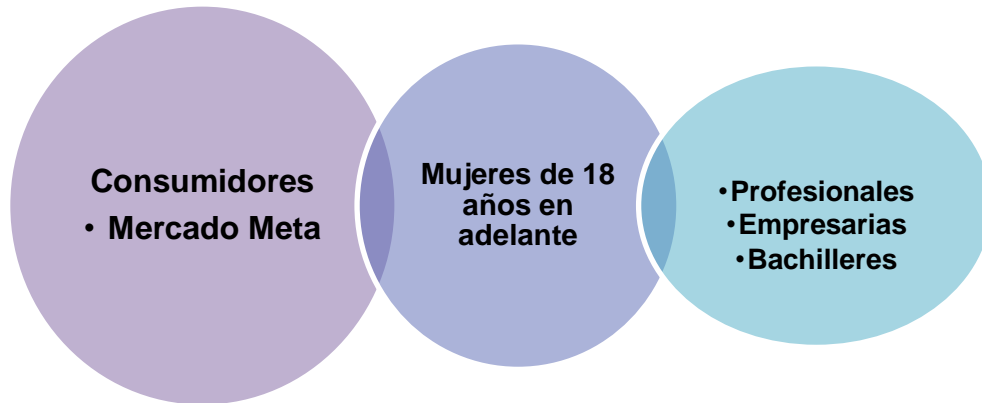 Consumidores
• Mercado Meta
Mujeres de 18
años en
adelante
•Profesionales
•Empresarias
•Bachilleres